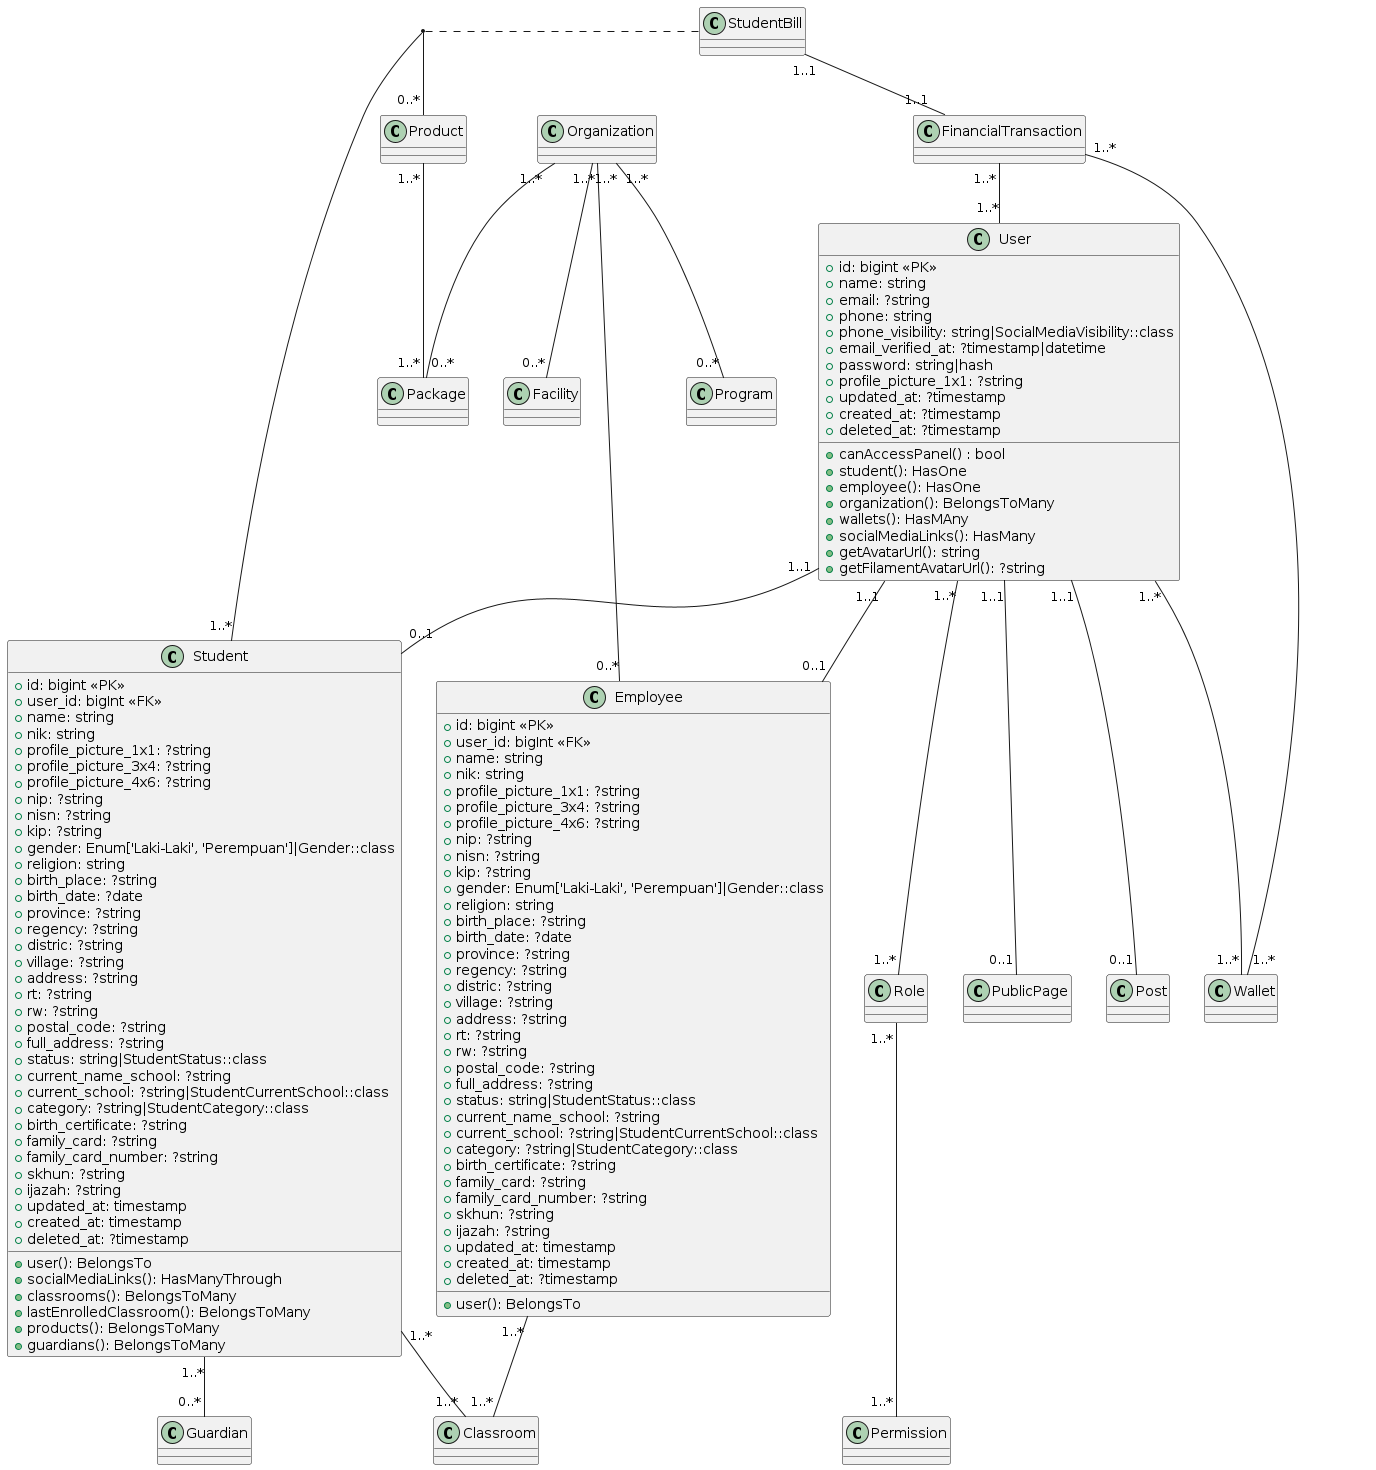 C StudentBill
1..1
1..1
0..*
C Product
C Organization
C FinancialTransaction
1..*
1..*
1..*
1..*
1..*
1..*
1..*
1..*
C User
id: bigint «PK»
name: string
email: ?string
phone: string
phone_visibility: string|SocialMediaVisibility::class
email_verified_at: ?timestamp|datetime
password: string|hash
profile_picture_1x1: ?string
updated_at: ?timestamp
created_at: ?timestamp
deleted_at: ?timestamp
canAccessPanel() : bool
student(): HasOne
employee(): HasOne
organization(): BelongsToMany
wallets(): HasMAny
socialMediaLinks(): HasMany
getAvatarUrl(): string
getFilamentAvatarUrl(): ?string
1..*
0..*
0..*
0..*
C Package
C Facility
C Program
1..1
1..1
1..*
1..1
1..1
1..*
1..*
0..1
0..*
0..1
C Student
id: bigint «PK»
user_id: bigInt «FK»
name: string
nik: string
profile_picture_1x1: ?string
profile_picture_3x4: ?string
profile_picture_4x6: ?string
nip: ?string
nisn: ?string
kip: ?string
gender: Enum['Laki-Laki', 'Perempuan']|Gender::class
religion: string
birth_place: ?string
birth_date: ?date
province: ?string
regency: ?string
distric: ?string
village: ?string
address: ?string
rt: ?string
rw: ?string
postal_code: ?string
full_address: ?string
status: string|StudentStatus::class
current_name_school: ?string
current_school: ?string|StudentCurrentSchool::class
category: ?string|StudentCategory::class
birth_certificate: ?string
family_card: ?string
family_card_number: ?string
skhun: ?string
ijazah: ?string
updated_at: timestamp
created_at: timestamp
deleted_at: ?timestamp
user(): BelongsTo
socialMediaLinks(): HasManyThrough
classrooms(): BelongsToMany
lastEnrolledClassroom(): BelongsToMany
products(): BelongsToMany
guardians(): BelongsToMany
C Employee
id: bigint «PK»
user_id: bigInt «FK»
name: string
nik: string
profile_picture_1x1: ?string
profile_picture_3x4: ?string
profile_picture_4x6: ?string
nip: ?string
nisn: ?string
kip: ?string
gender: Enum['Laki-Laki', 'Perempuan']|Gender::class
religion: string
birth_place: ?string
birth_date: ?date
province: ?string
regency: ?string
distric: ?string
village: ?string
address: ?string
rt: ?string
rw: ?string
postal_code: ?string
full_address: ?string
status: string|StudentStatus::class
current_name_school: ?string
current_school: ?string|StudentCurrentSchool::class
category: ?string|StudentCategory::class
birth_certificate: ?string
family_card: ?string
family_card_number: ?string
skhun: ?string
ijazah: ?string
updated_at: timestamp
created_at: timestamp
deleted_at: ?timestamp
user(): BelongsTo
1..*
0..1
0..1
1..*
1..*
C Role
C PublicPage
C Post
C Wallet
1..*
1..*
1..*
1..*
0..*
1..*
1..*
1..*
C Guardian
C Classroom
C Permission